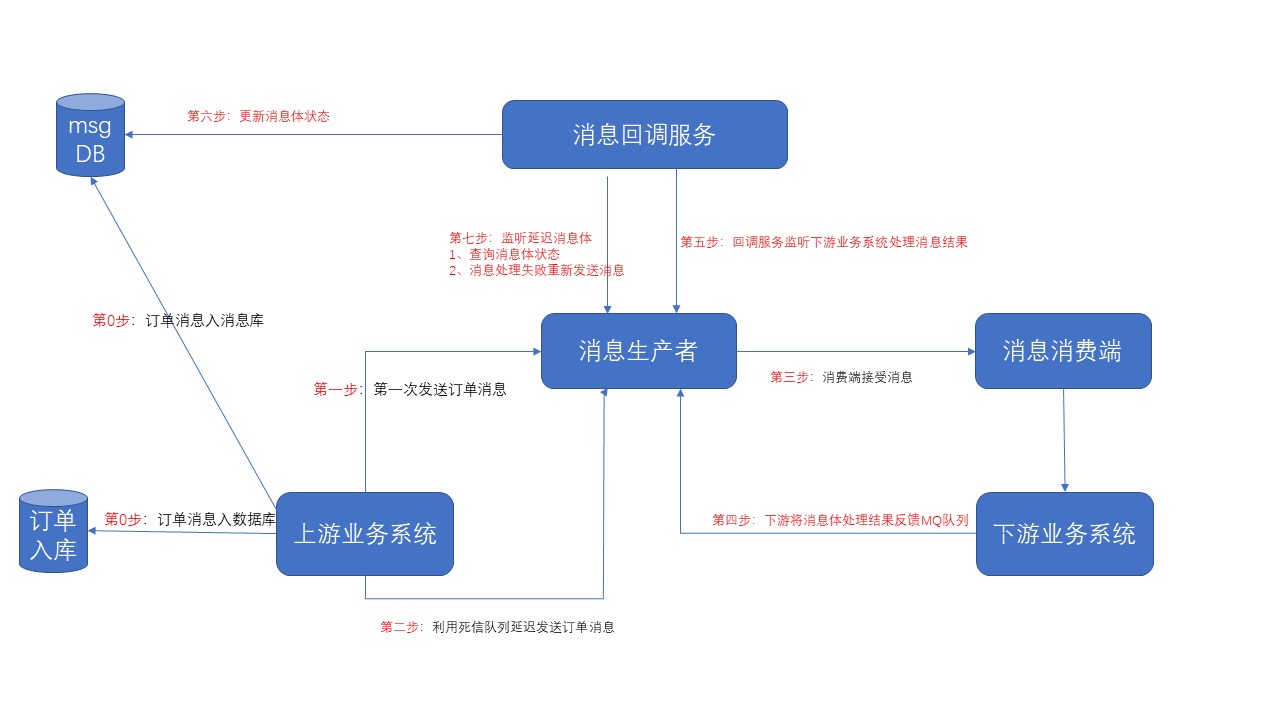 msg
DB
第六步：更新消息体状态
消息回调服务
第七步：监听延迟消息体
1、查询消息体状态
2、消息处理失败重新发送消息
第五步：回调服务监听下游业务系统处理消息结果
第0步：订单消息入消息库
消息生产者
消息消费端
第一步：第一次发送订单消息
第三步：消费端接受消息
订单
入库
第0步：订单消息入数据库
上游业务系统
第四步：下游将消息体处理结果反馈MQ队列
下游业务系统
第二步：利用死信队列延迟发送订单消息